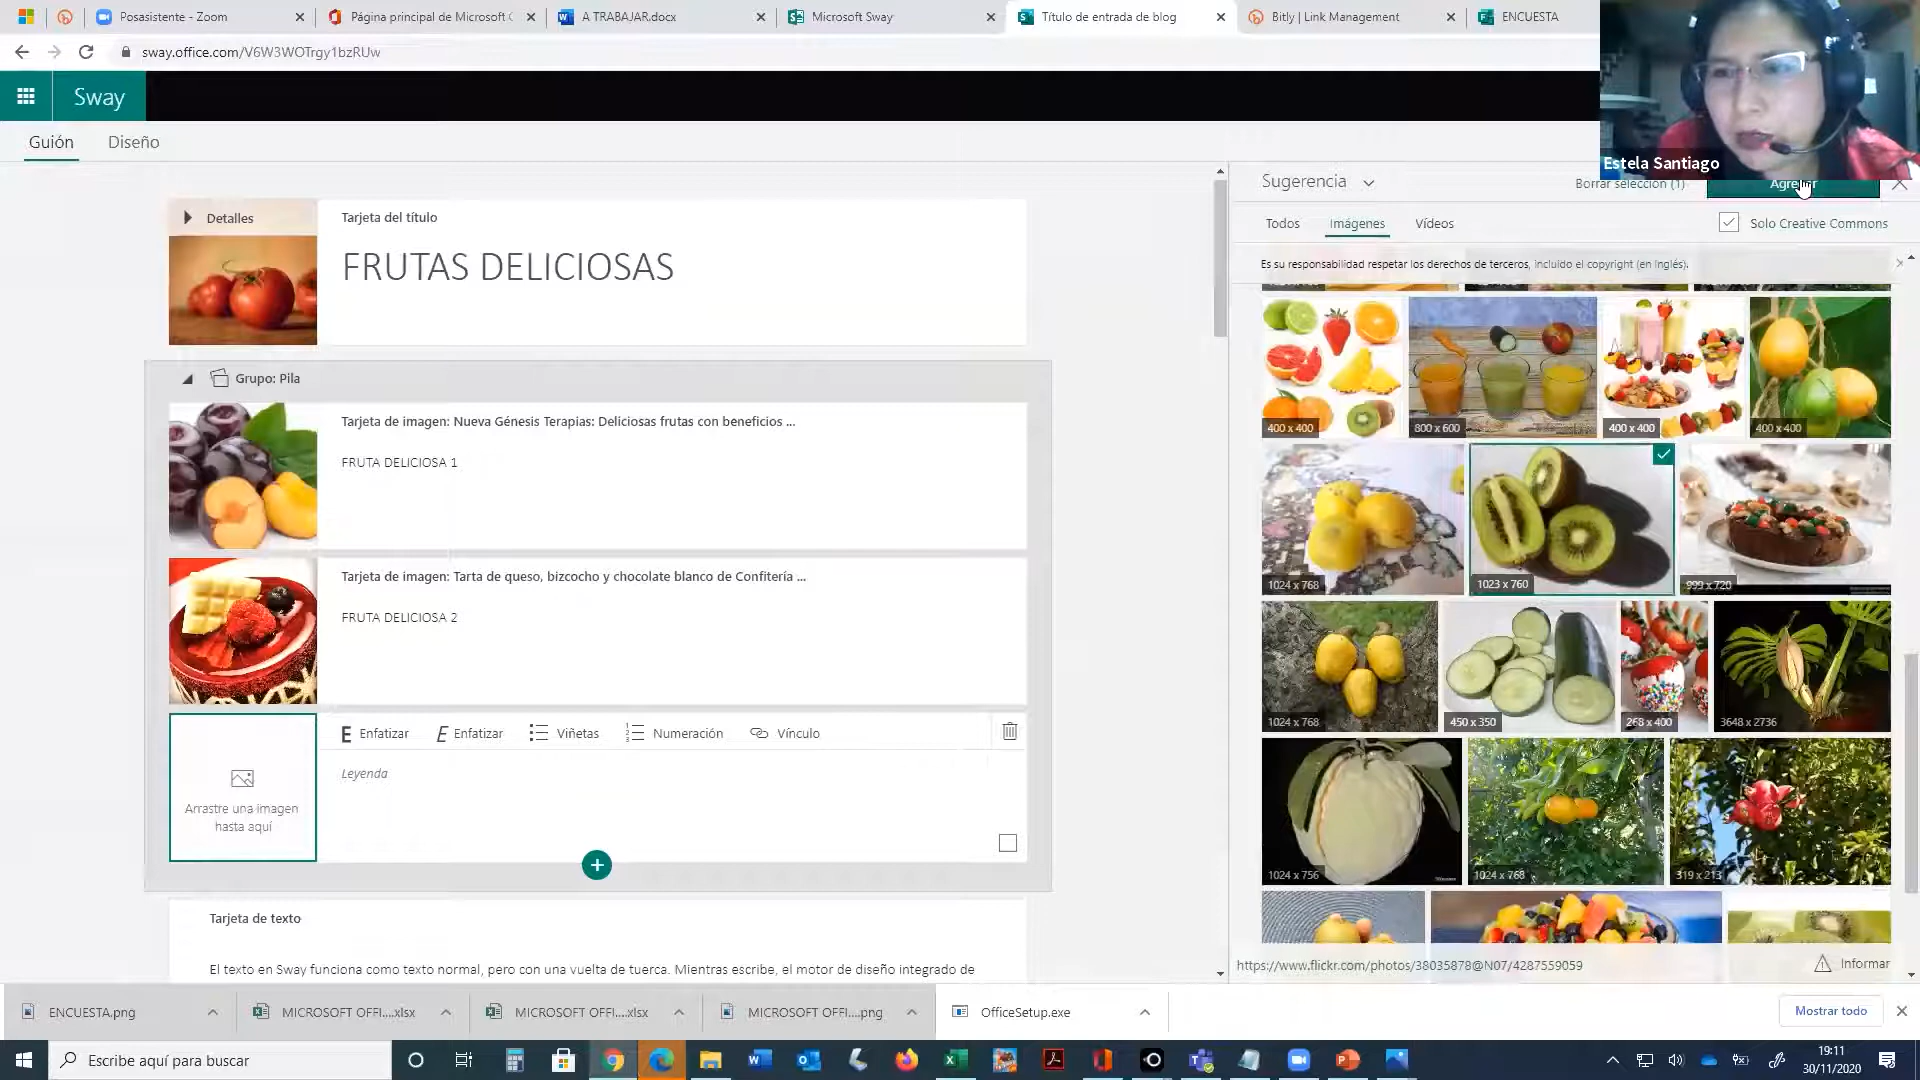 Posasistente - Zoom
Página principal de Microsoft
A TRABAJAR.docx
Microsoft Sway
Título de entrada de blog
Bitly | Link Management
ENCUESTA
sway.office.com/V6W3WOTrgy1bzRUw
Sway
Guión
Diseño
Estela Santiago
Sugerencia
Borrar selección (1)
Agregar
Todos
Imágenes
Vídeos
Solo Creative Commons
Es su responsabilidad respetar los derechos de terceros, incluido el copyright (en inglés).
Detalles
Tarjeta del título
FRUTAS DELICIOSAS
Grupo: Pila
Tarjeta de imagen: Nueva Génesis Terapias: Deliciosas frutas con beneficios ...
FRUTA DELICIOSA 1
Tarjeta de imagen: Tarta de queso, bizcocho y chocolate blanco de Confitería ...
FRUTA DELICIOSA 2
E Enfatizar
E Enfatizar
Viñetas
Numeración
Vínculo
Leyenda
Arrastre una imagen
hasta aquí
Tarjeta de texto
El texto en Sway funciona como texto normal, pero con una vuelta de tuerca. Mientras escribe, el motor de diseño integrado de
400 x 400
800 x 600
400 x 400
400 x 400
1024 x 768
1023 x 760
999 x 720
1024 x 768
450 x 350
268 x 400
3648 x 2736
1024 x 756
1024 x 768
319 x 213
https://www.flickr.com/photos/38035878@N07/4287559059
Informar
ENCUESTA.png
MICROSOFT OFFI....xlsx
MICROSOFT OFFI....xlsx
MICROSOFT OFFI....png
OfficeSetup.exe
Mostrar todo
Escribe aquí para buscar
19:11
30/11/2020